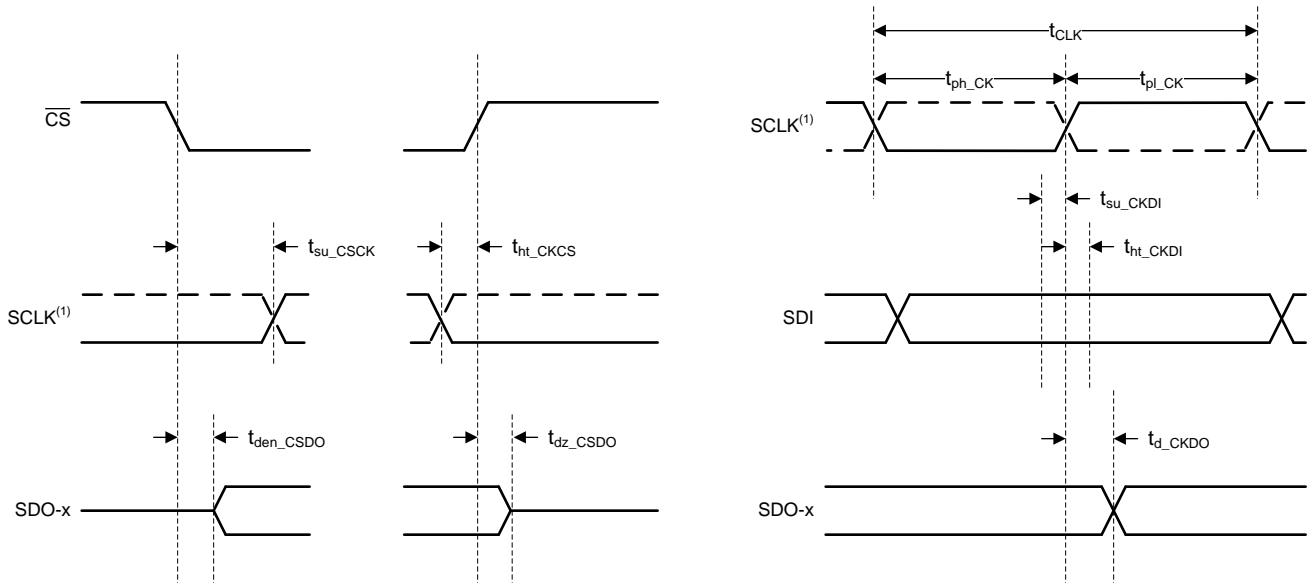 t_CLK
t_ph_CK t_pl_CK
CS SCLK(1)
t_su_CKDI
t_su_CSCK t_ht_CKCS t_ht_CKDI
SCLK(1) SDI
t_den_CSDO t_dz_CSDO t_d_CKDO
SDO-x SDO-x